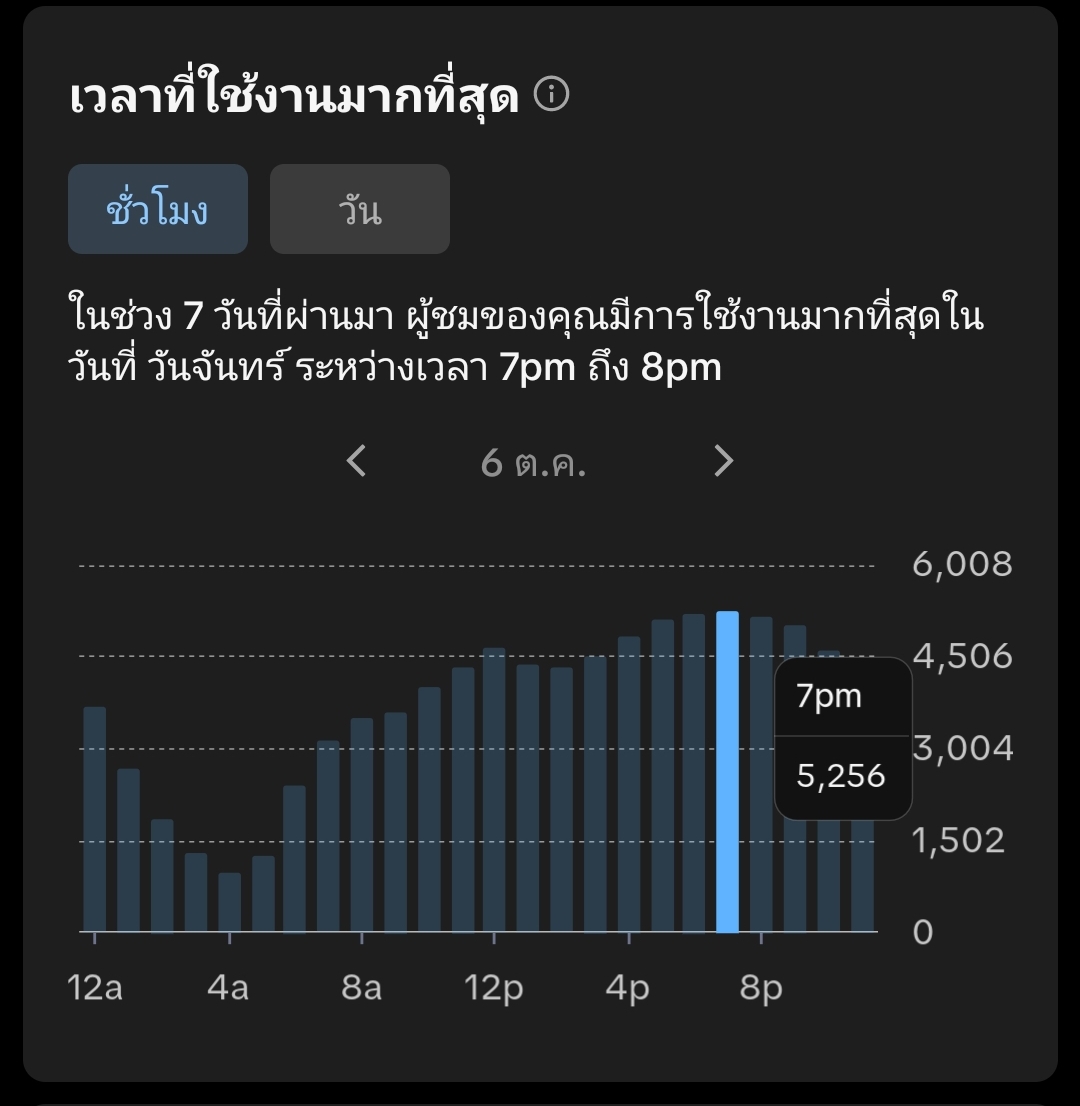 เวลาที่ใช้งานมากที่สุด
ชั่วโมง
วัน
ในช่วง 7 วันที่ผ่านมา ผู้ชมของคุณมีการใช้งานมากที่สุดใน
วันที่ วันจันทร์ ระหว่างเวลา 7pm ถึง 8pm
6 ต.ค.
6,008
4,506
7pm
3,004
5,256
1,502
0
12a 4a 8a 12p 4p 8p